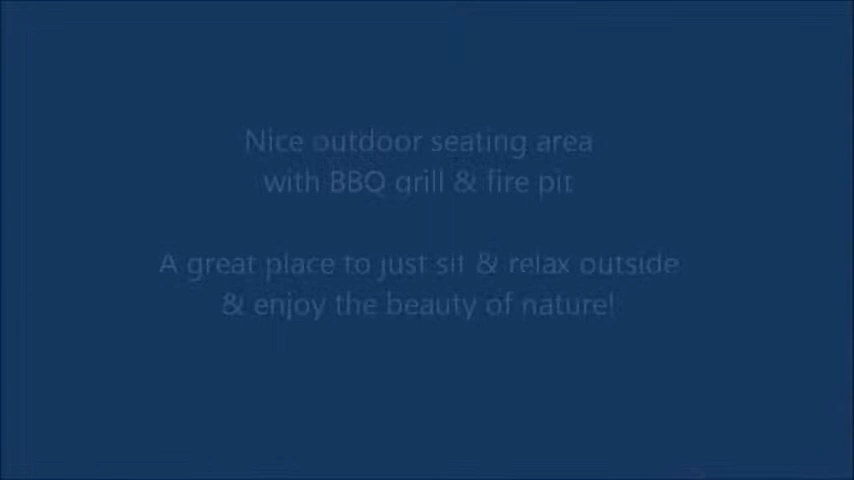 Nice outdoor seating area
with BBQ grill & fire pit
A great place to just sit & relax outside
& enjoy the beauty of nature!